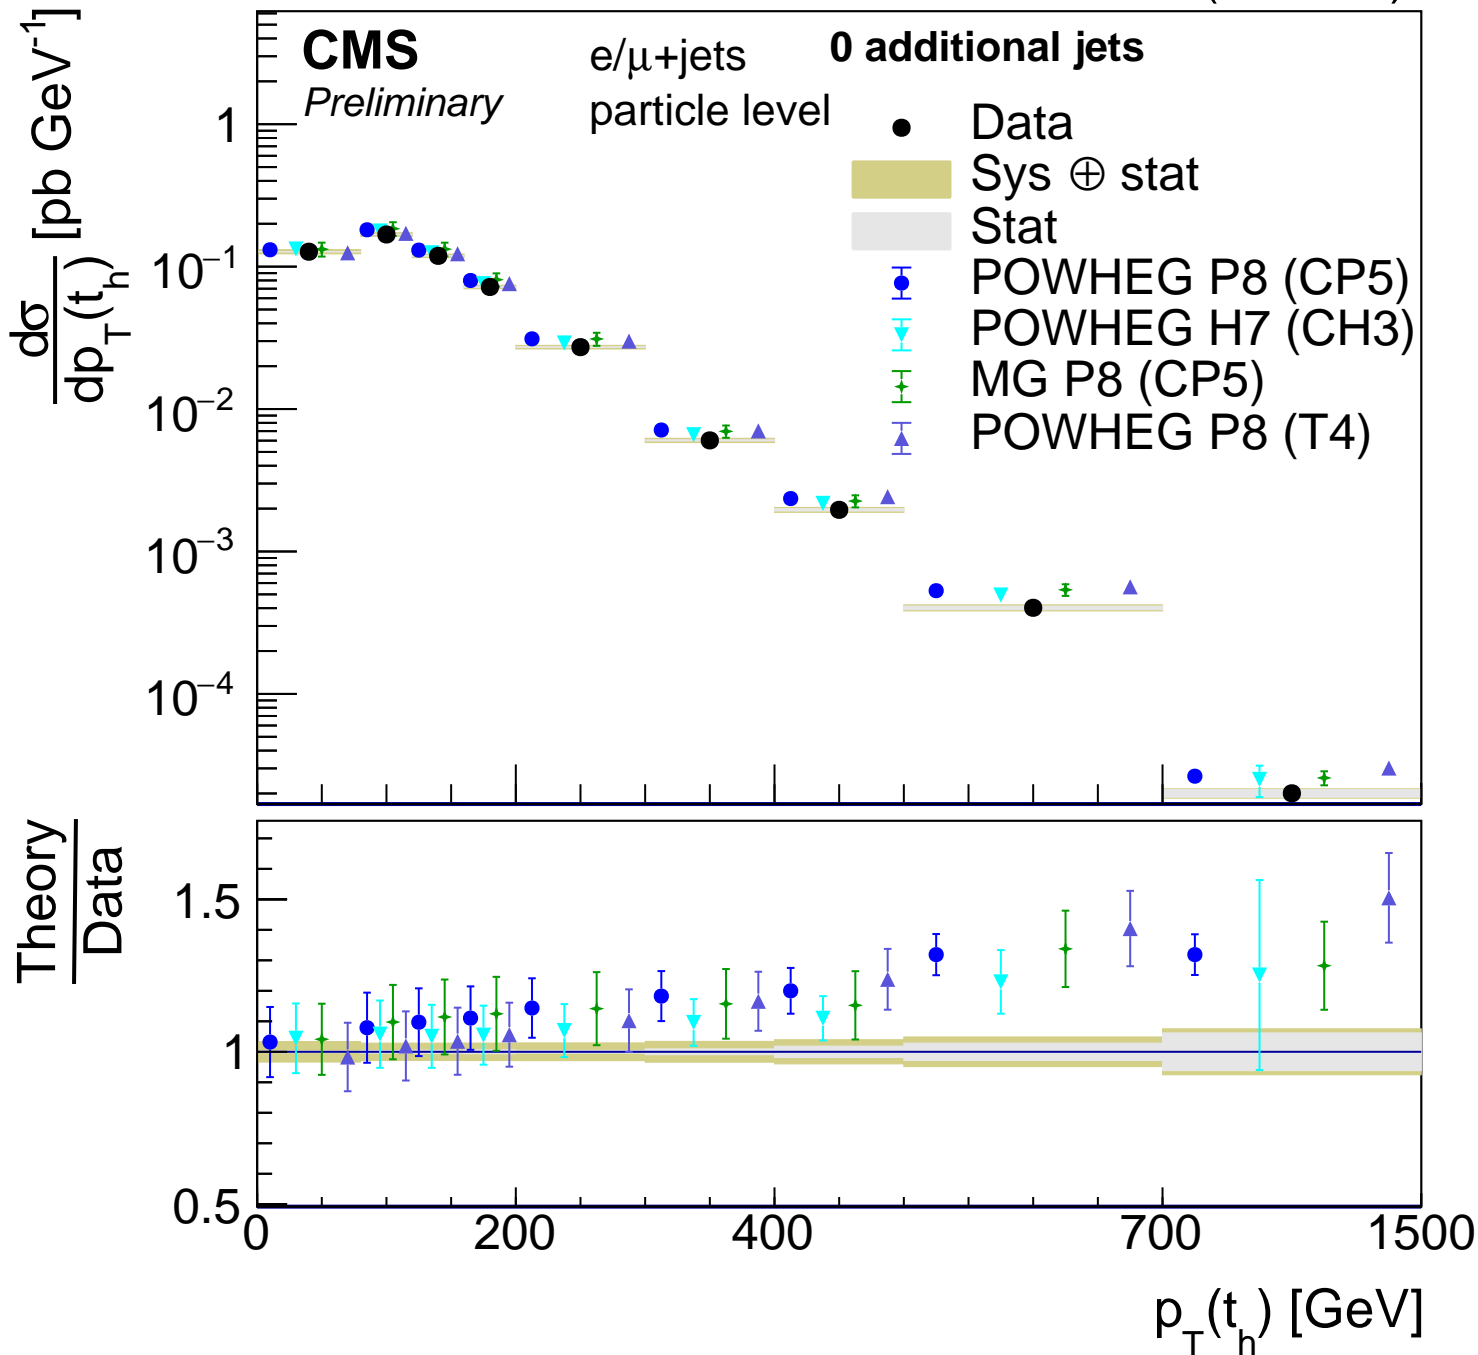 CMS
Preliminary
e/μ+jets
particle level
0 additional jets
Data
Sys ⊕ stat
Stat
POWHEG P8 (CP5)
POWHEG H7 (CH3)
MG P8 (CP5)
POWHEG P8 (T4)
dσ/dp_T(t_h) [pb GeV⁻¹]
1
10⁻¹
10⁻²
10⁻³
10⁻⁴
Theory/Data
1.5
1
0.5
0 200 400 700 1500
p_T(t_h) [GeV]